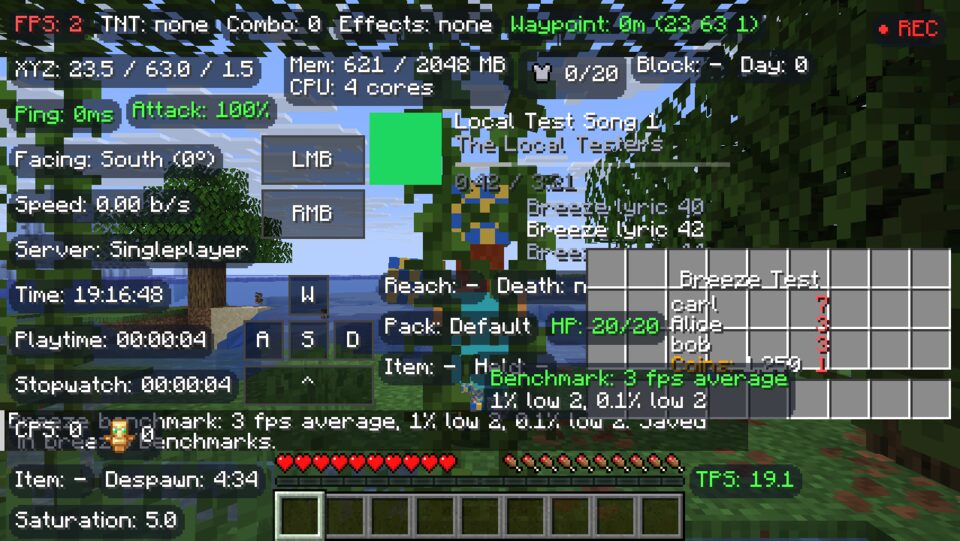 FPS: 2 TNT: none Combo: 0 Effects: none Waypoint: 0m (23 63 1)
● REC
XYZ: 23.5 / 63.0 / 1.5
Mem: 621 / 2048 MB
CPU: 4 cores
0/20
Block: - Day: 0
Ping: 0ms
Attack: 100%
Local Test Song 1
The Local Testers
Facing: South (0°)
LMB
0:42 /
Speed: 0.00 b/s
RMB
Breeze lyric 40
Breeze lyric 42
Breeze lyric
Server: Singleplayer
Reach: - Death:
Breeze Test
Time: 19:16:48
W
carl 7
Pack: Default
HP: 20/20
Alice 3
Playtime: 00:00:04
A S D
bob 3
Item: - Hold: -
Coins: 1,250 1
Stopwatch: 00:00:04
^
Benchmark: 3 fps average
1% low 2, 0.1% low 2
Breeze benchmark: 3 fps average, 1% low 2, 0.1% low 2. Saved
in breeze benchmarks.
CPS: 0
0
Item: - Despawn: 4:34
TPS: 19.1
Saturation: 5.0